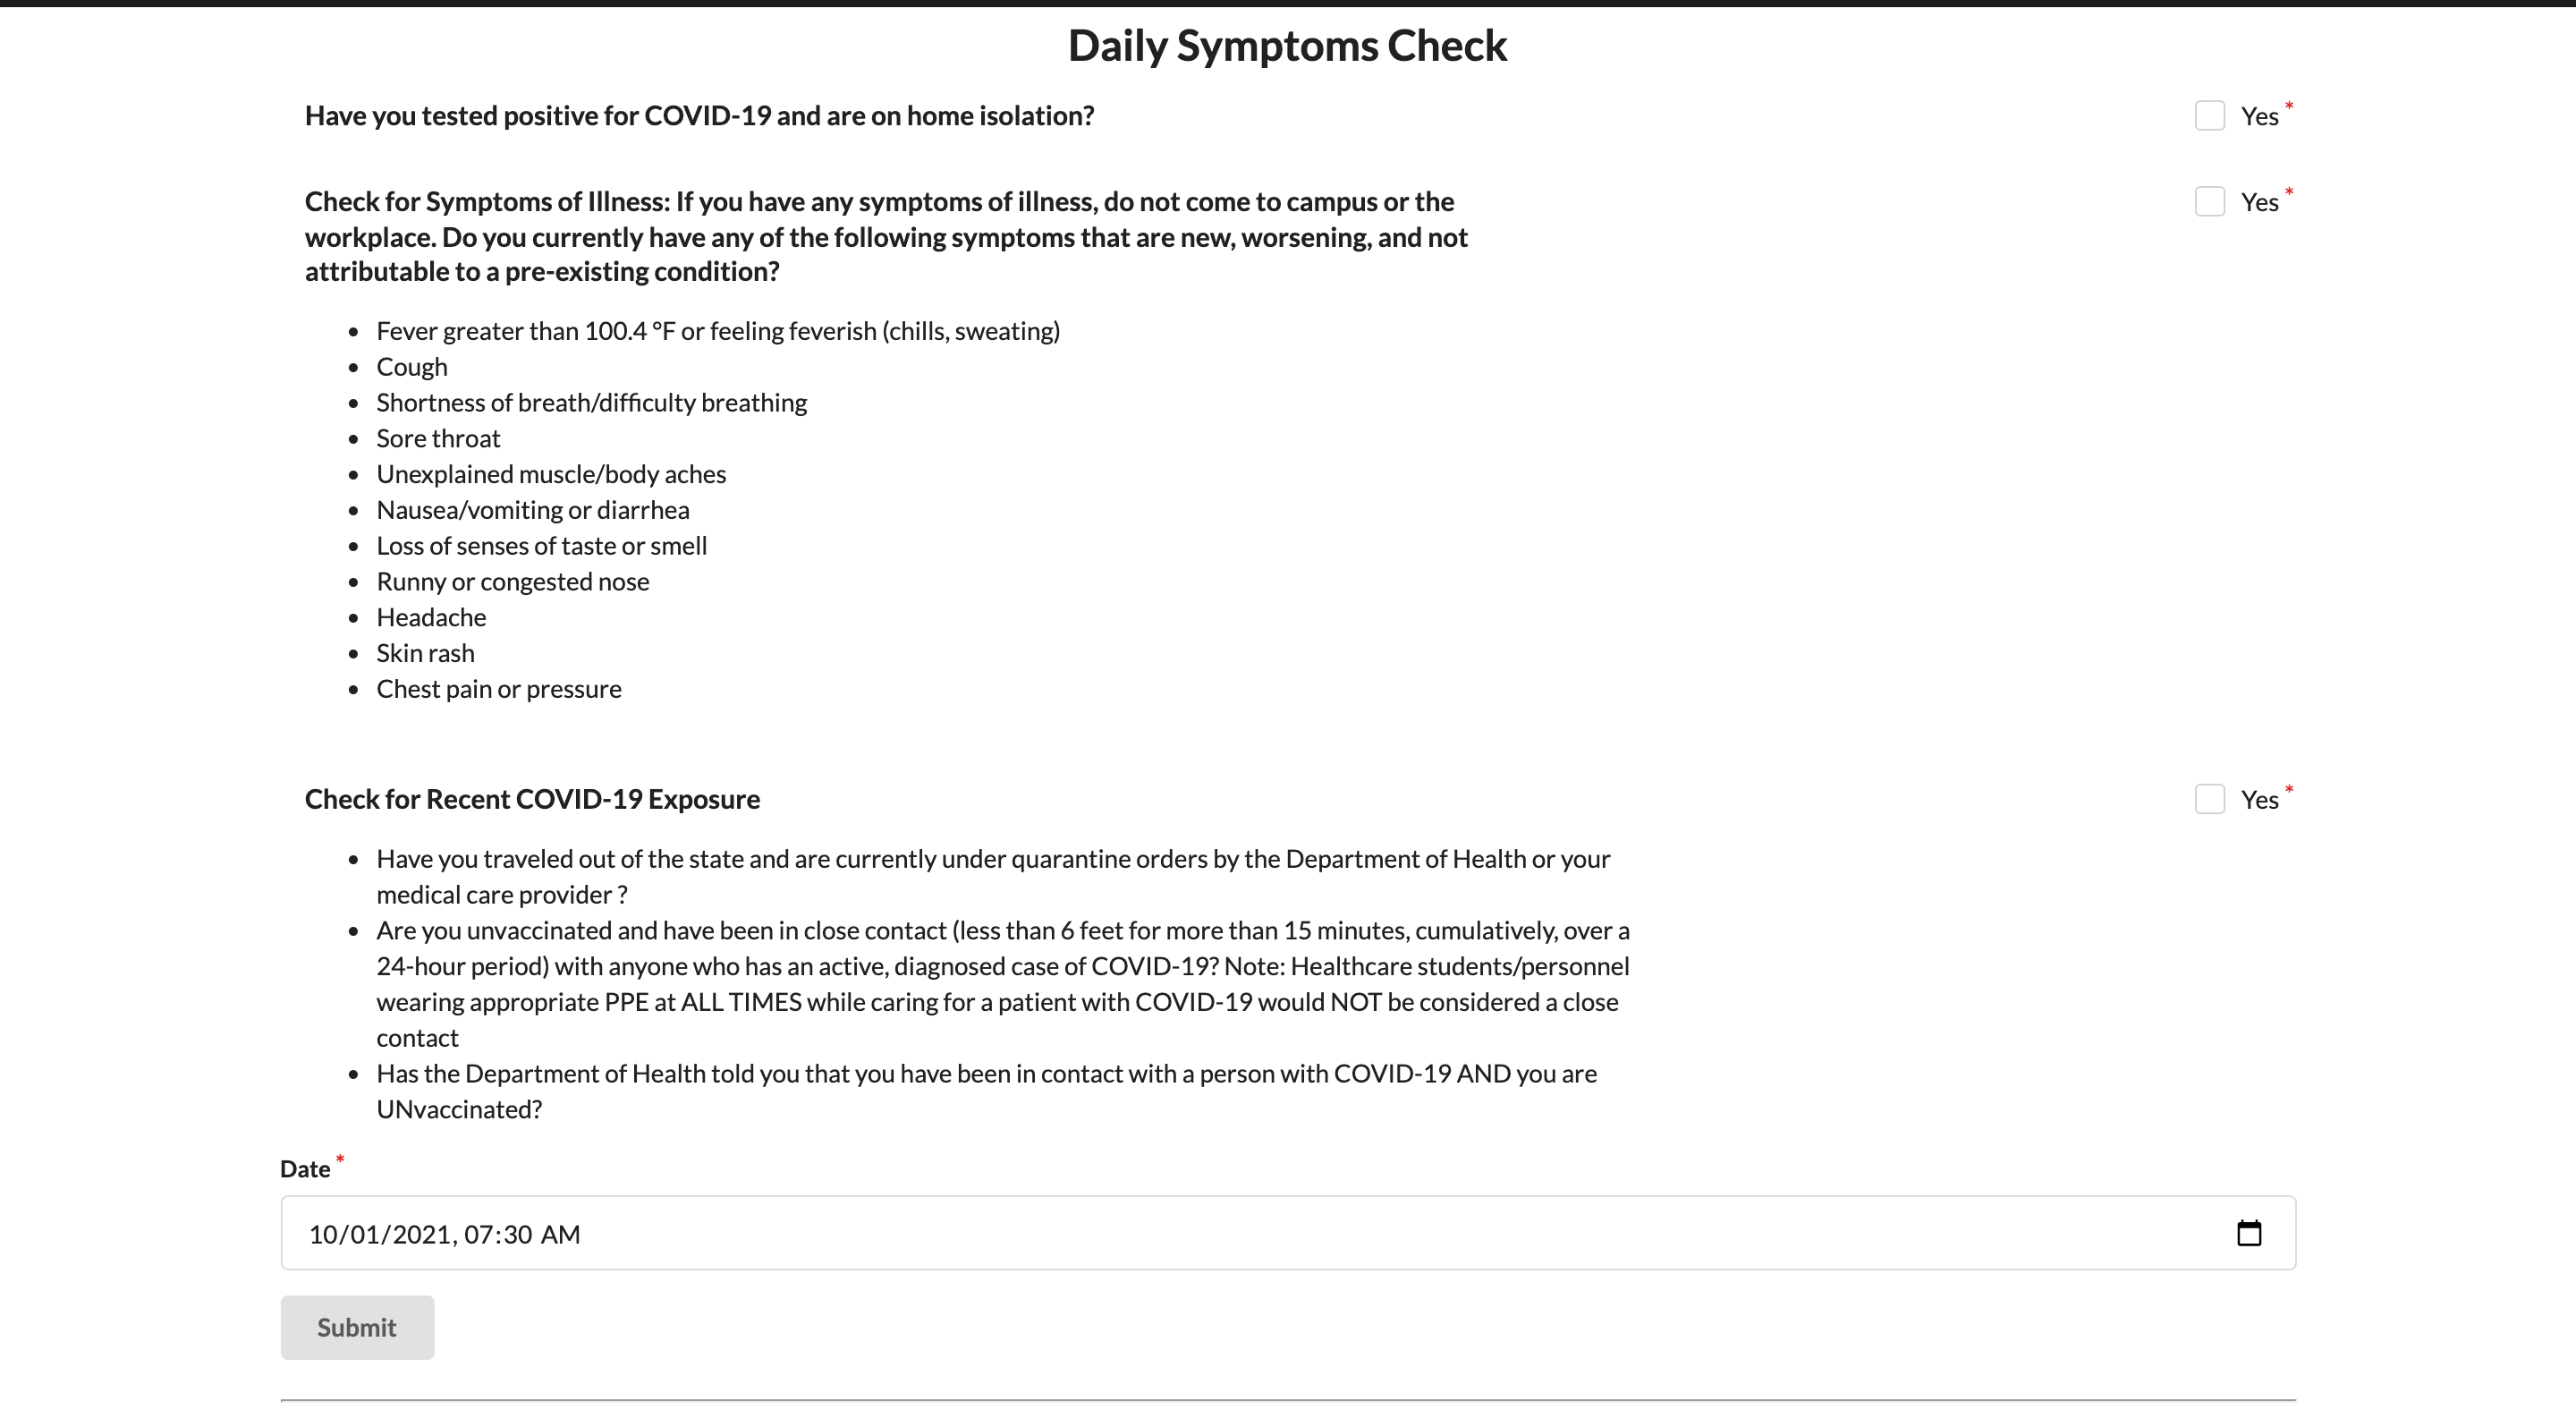 Daily Symptoms Check
Have you tested positive for COVID-19 and are on home isolation?
Yes *
Check for Symptoms of Illness: If you have any symptoms of illness, do not come to campus or the
workplace. Do you currently have any of the following symptoms that are new, worsening, and not
attributable to a pre-existing condition?
Yes *
• Fever greater than 100.4 °F or feeling feverish (chills, sweating)
• Cough
• Shortness of breath/difficulty breathing
• Sore throat
• Unexplained muscle/body aches
• Nausea/vomiting or diarrhea
• Loss of senses of taste or smell
• Runny or congested nose
• Headache
• Skin rash
• Chest pain or pressure
Check for Recent COVID-19 Exposure
Yes *
• Have you traveled out of the state and are currently under quarantine orders by the Department of Health or your
medical care provider ?
• Are you unvaccinated and have been in close contact (less than 6 feet for more than 15 minutes, cumulatively, over a
24-hour period) with anyone who has an active, diagnosed case of COVID-19? Note: Healthcare students/personnel
wearing appropriate PPE at ALL TIMES while caring for a patient with COVID-19 would NOT be considered a close
contact
• Has the Department of Health told you that you have been in contact with a person with COVID-19 AND you are
UNvaccinated?
Date *
10/01/2021, 07:30 AM
Submit